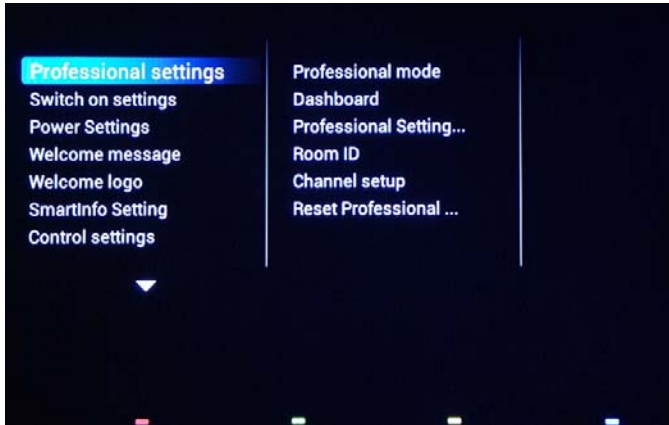 Professional settings
Switch on settings
Power Settings
Welcome message
Welcome logo
SmartInfo Setting
Control settings
Professional mode
Dashboard
Professional Setting...
Room ID
Channel setup
Reset Professional ...